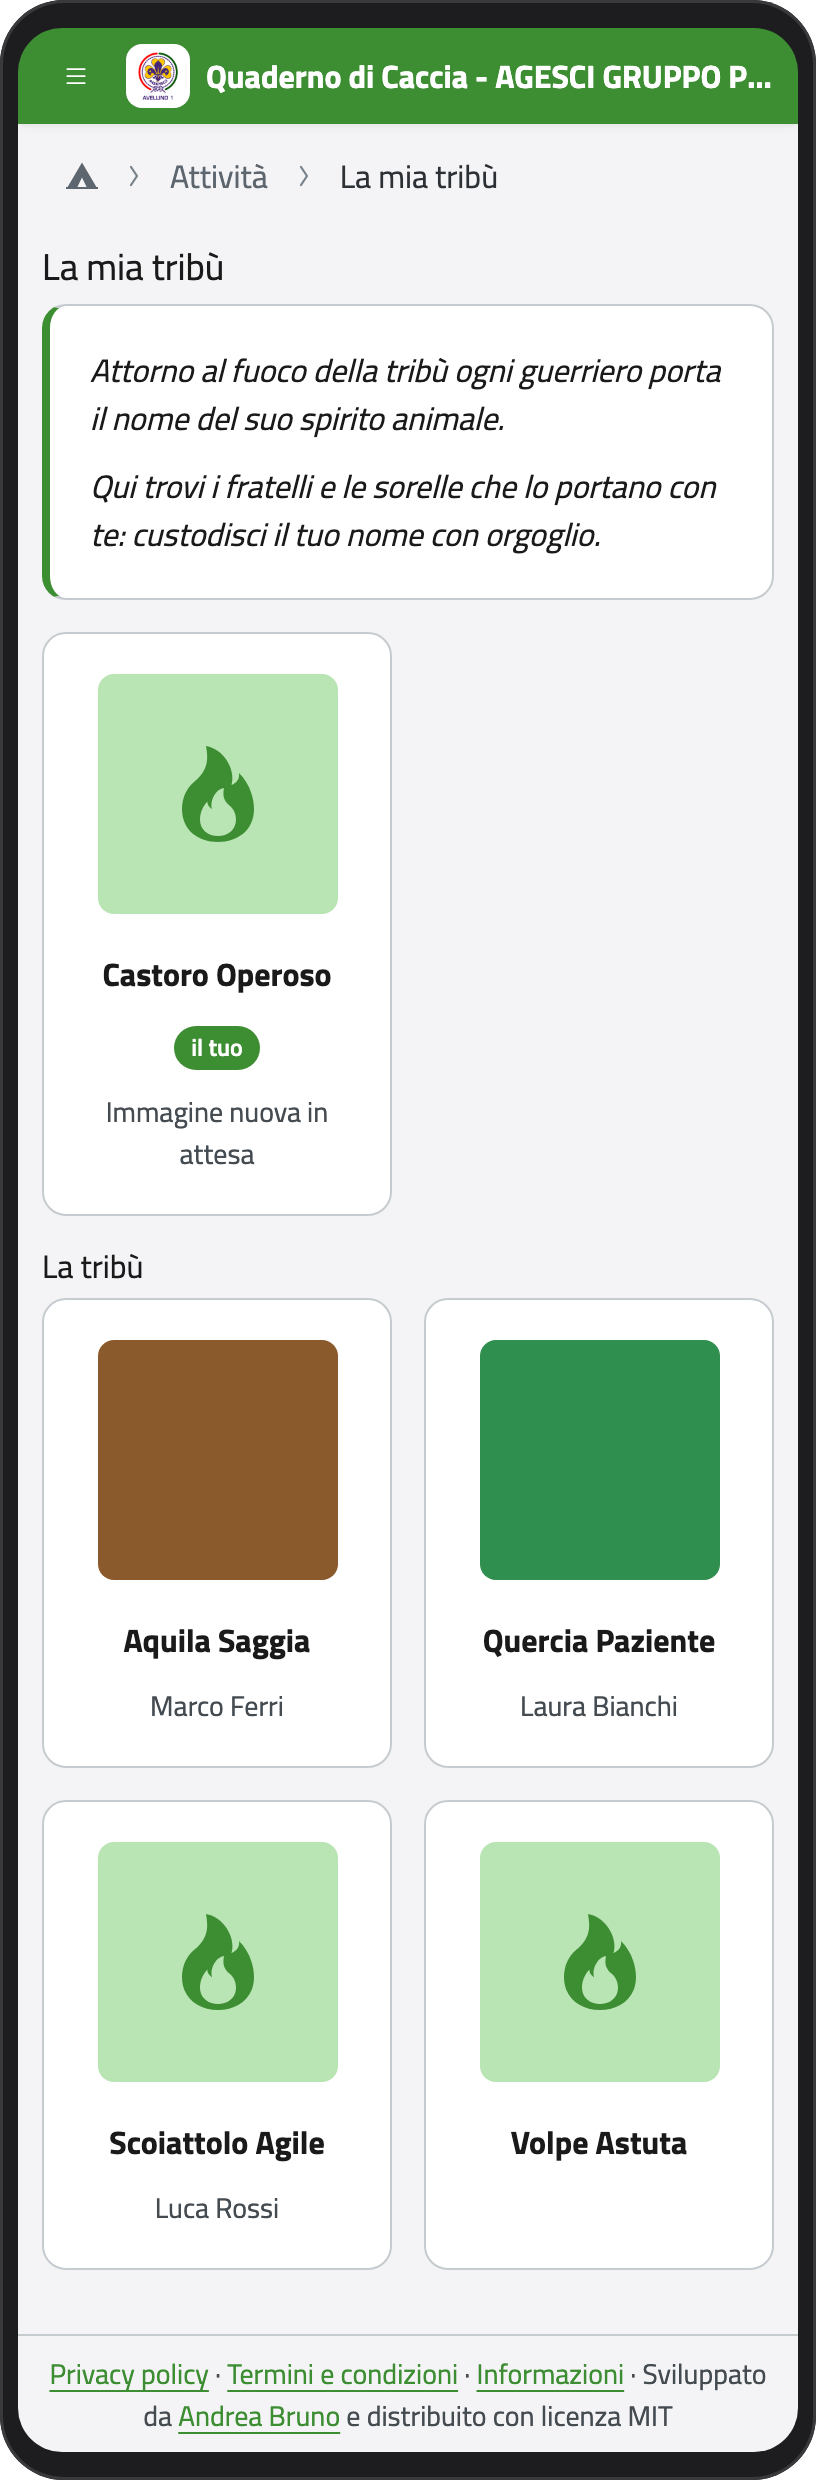 AVELLINO 1
Quaderno di Caccia - AGESCI GRUPPO P...
Attività
La mia tribù
La mia tribù
Attorno al fuoco della tribù ogni guerriero porta
il nome del suo spirito animale.
Qui trovi i fratelli e le sorelle che lo portano con
te: custodisci il tuo nome con orgoglio.
Castoro Operoso
il tuo
Immagine nuova in
attesa
La tribù
Aquila Saggia
Marco Ferri
Quercia Paziente
Laura Bianchi
Scoiattolo Agile
Luca Rossi
Volpe Astuta
Privacy policy · Termini e condizioni · Informazioni · Sviluppato
da Andrea Bruno e distribuito con licenza MIT